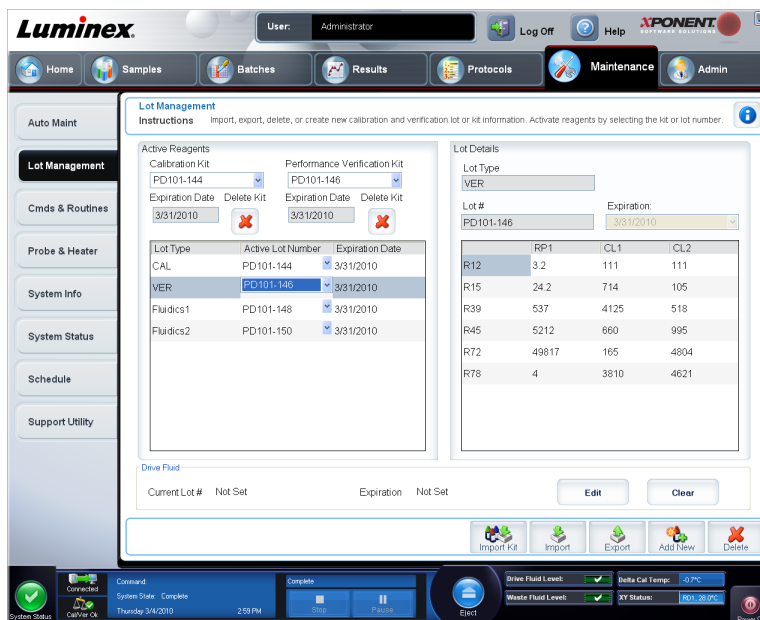 Luminex.
User: Administrator
Log Off
Help
XPONENT.
SOFTWARE SOLUTIONS
Home
Samples
Batches
Results
Protocols
Maintenance
Admin
Auto Maint
Lot Management
Cmds & Routines
Probe & Heater
System Info
System Status
Schedule
Support Utility
Lot Management
Instructions Import, export, delete, or create new calibration and verification lot or kit information. Activate reagents by selecting the kit or lot number.
Active Reagents
Calibration Kit Performance Verification Kit
PD101-144 PD101-146
Expiration Date Delete Kit Expiration Date Delete Kit
3/31/2010 3/31/2010
Lot Type Active Lot Number Expiration Date
CAL PD101-144 3/31/2010
VER PD101-146 3/31/2010
Fluidics1 PD101-148 3/31/2010
Fluidics2 PD101-150 3/31/2010
Lot Details
Lot Type
VER
Lot # Expiration:
PD101-146 3/31/2010
RP1 CL1 CL2
R12 3.2 111 111
R15 24.2 714 105
R39 537 4125 518
R45 5212 660 995
R72 49817 165 4804
R78 4 3810 4621
Drive Fluid
Current Lot # Not Set Expiration Not Set
Edit
Clear
Import Kit
Import
Export
Add New
Delete
System Status
Connected
Cal/Ver Ok
Command:
System State: Complete
Thursday 3/4/2010 2:59 PM
Complete
Stop
Pause
Eject
Drive Fluid Level:
Waste Fluid Level:
Delta Cal Temp: -0.7°C
XY Status: RD1, 28.0°C